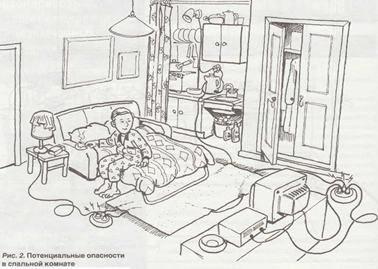 Рис. 2. Потенциальные опасности
в спальной комнате